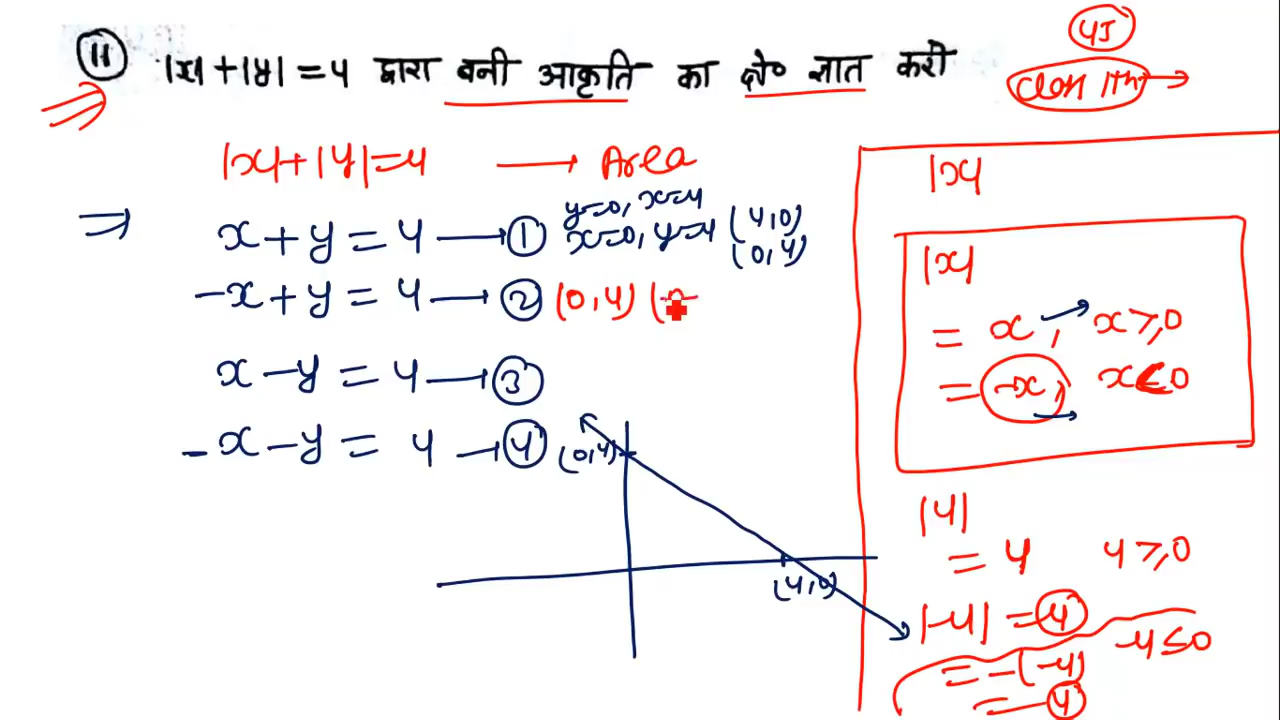 11 |x|+|y|=4 द्वारा बनी आकृति का क्षे० ज्ञात करो
|x|+|y|=4 → Area
⇒ x+y=4 → ① y=0, x=4 (4,0)
x=0, y=4 (0,4)
-x+y=4 → ② (0,4) (
x-y=4 → ③
-x-y=4 → ④
(0,4)
(4,0)
11th →
|x|
|x|
= x, → x≥0
= -x, x<0
|4|
= 4 4≥0
|-4| = 4
-4≤0
= -(-4)
= 4